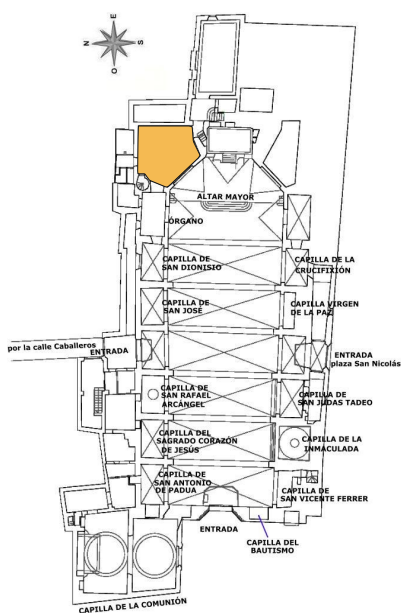 E
N
S
O
ALTAR MAYOR
ÓRGANO
CAPILLA DE
SAN DIONISIO
CAPILLA DE LA
CRUCIFIXIÓN
CAPILLA DE
SAN JOSÉ
CAPILLA VIRGEN
DE LA PAZ
por la calle Caballeros
ENTRADA
ENTRADA
plaza San Nicolás
CAPILLA DE
SAN RAFAEL
ARCÁNGEL
CAPILLA DE
SAN JUDAS TADEO
CAPILLA DEL
SAGRADO CORAZÓN
DE JESÚS
CAPILLA DE LA
INMACULADA
CAPILLA DE
SAN ANTONIO
DE PADUA
CAPILLA DE
SAN VICENTE FERRER
ENTRADA
CAPILLA DEL
BAUTISMO
CAPILLA DE LA COMUNIÓN